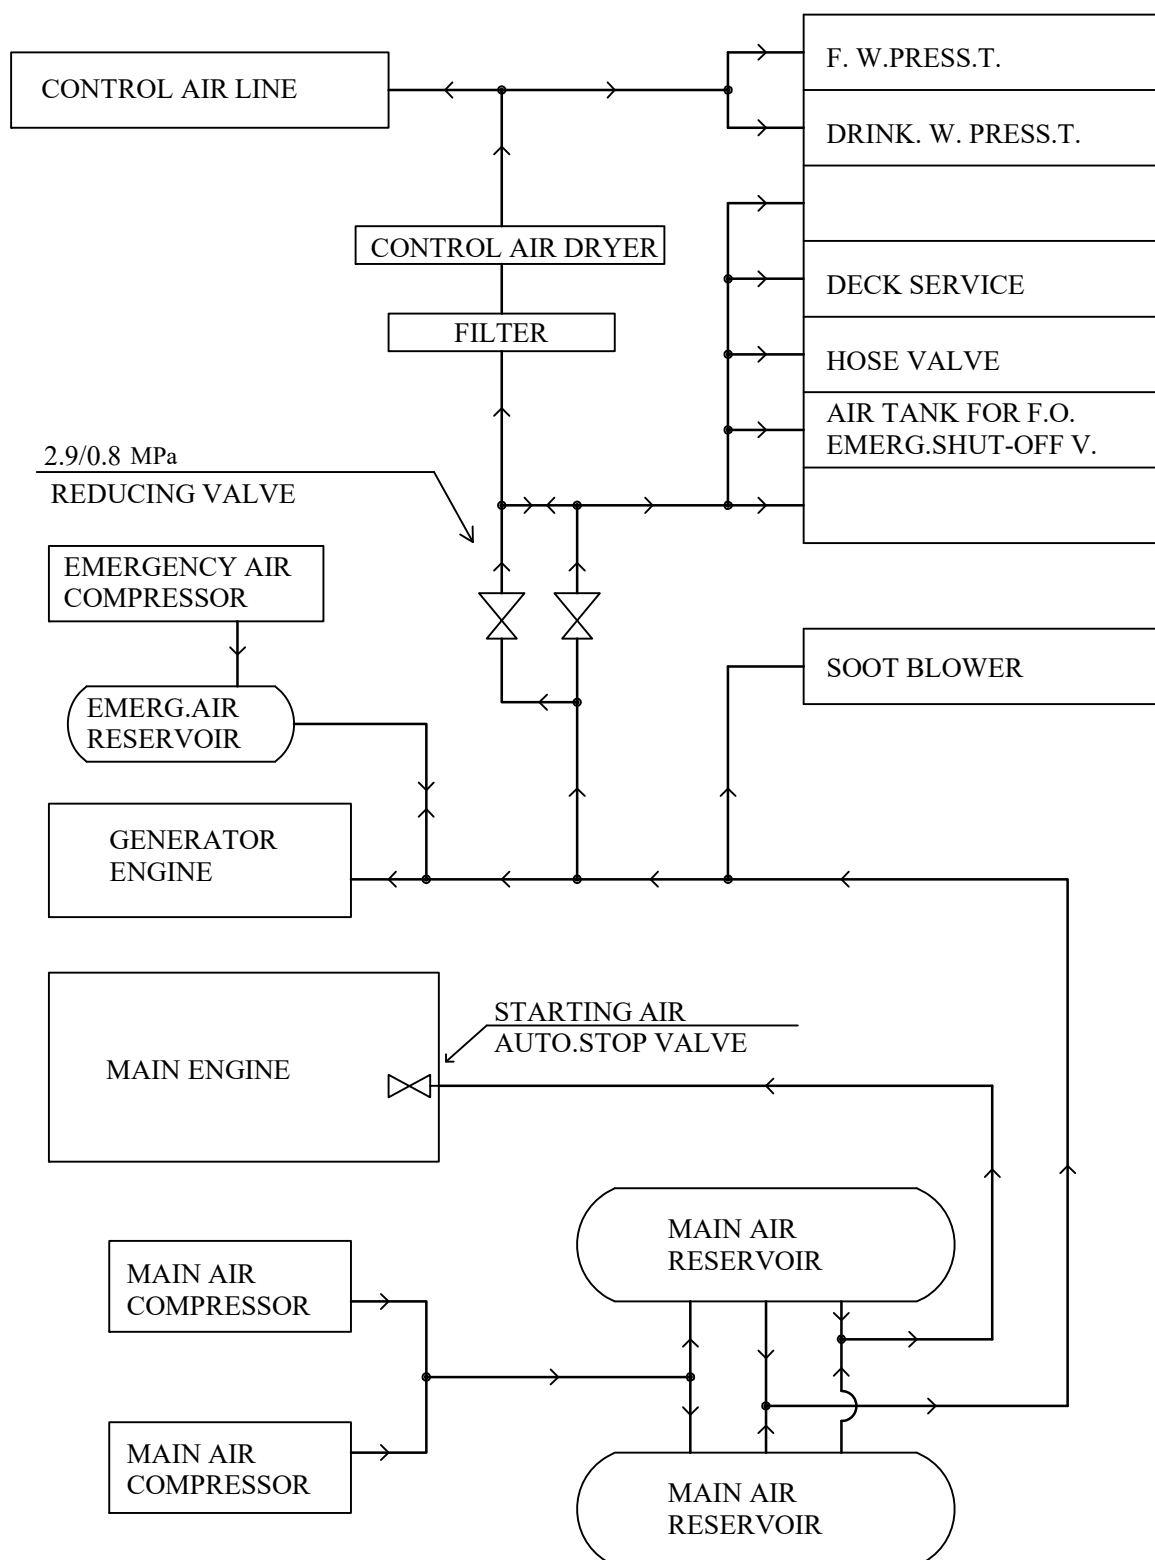 F. W.PRESS.T.
CONTROL AIR LINE
DRINK. W. PRESS.T.
CONTROL AIR DRYER
DECK SERVICE
FILTER
HOSE VALVE
AIR TANK FOR F.O.
EMERG.SHUT-OFF V.
2.9/0.8 MPa
REDUCING VALVE
EMERGENCY AIR
COMPRESSOR
SOOT BLOWER
EMERG.AIR
RESERVOIR
GENERATOR
ENGINE
STARTING AIR
AUTO.STOP VALVE
MAIN ENGINE
MAIN AIR
RESERVOIR
MAIN AIR
COMPRESSOR
MAIN AIR
COMPRESSOR
MAIN AIR
RESERVOIR